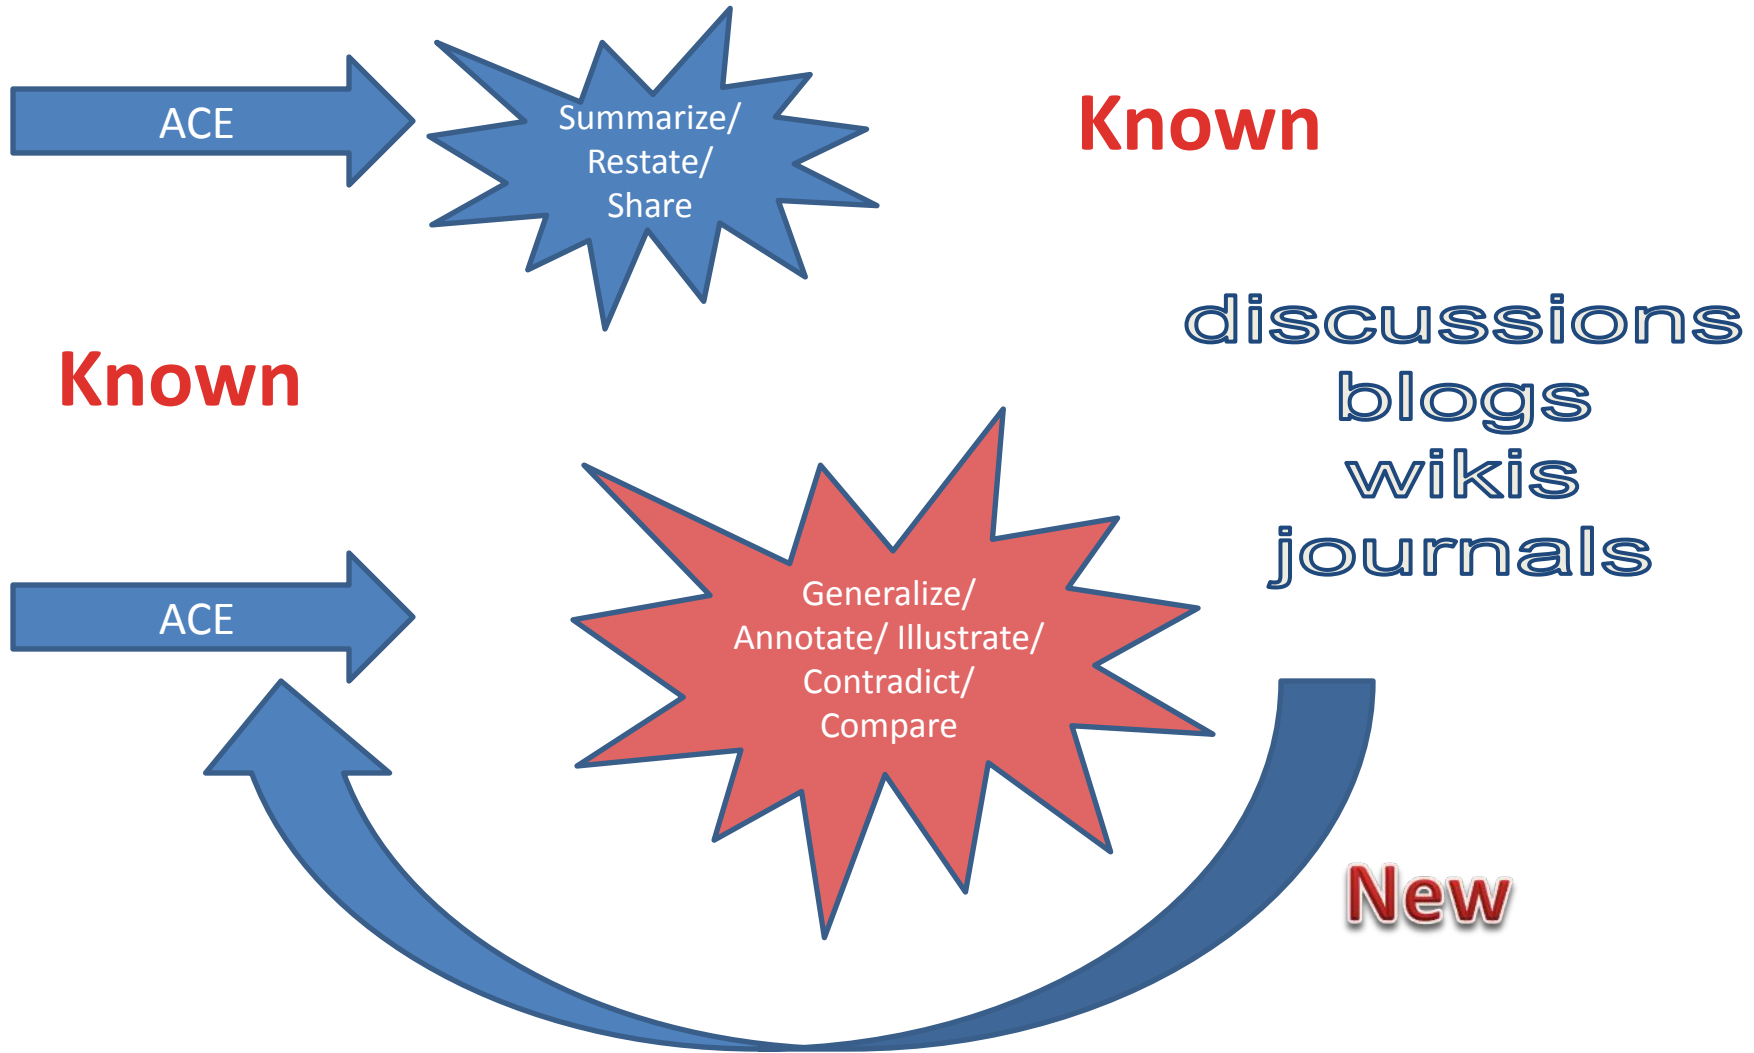 ACE
Summarize/
Restate/
Share
Known
discussions
blogs
wikis
journals
Known
ACE
Generalize/
Annotate/ Illustrate/
Contradict/
Compare
New